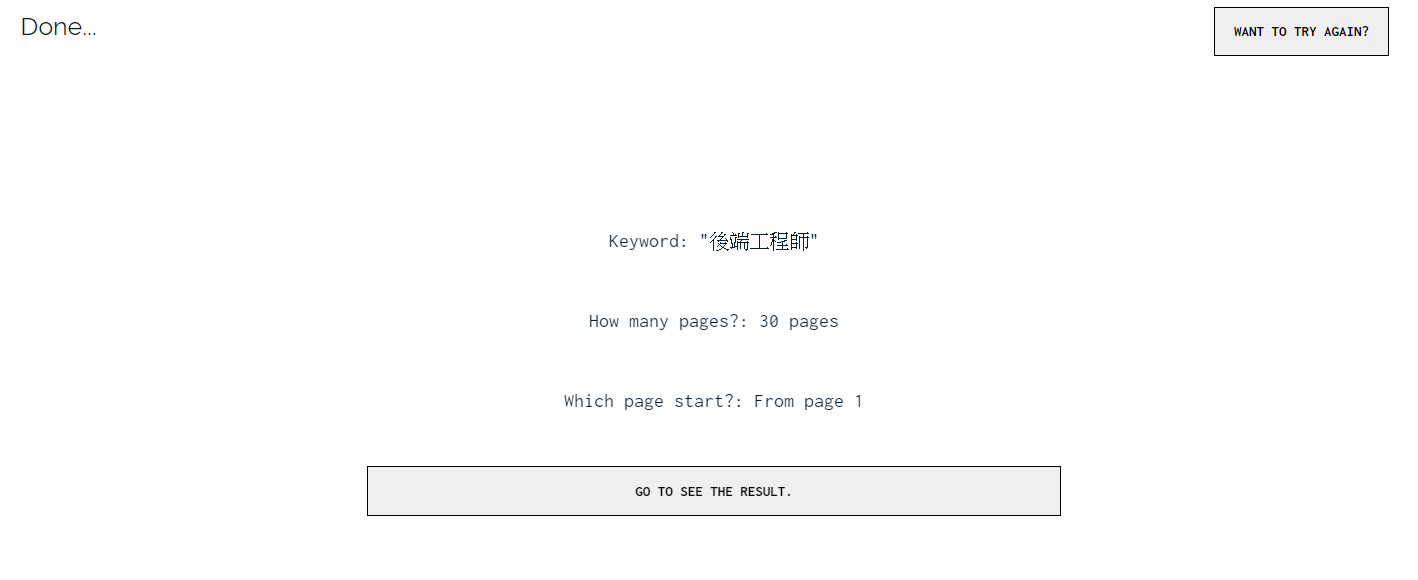 Done...
WANT TO TRY AGAIN?
Keyword: "後端工程師"
How many pages?: 30 pages
Which page start?: From page 1
GO TO SEE THE RESULT.